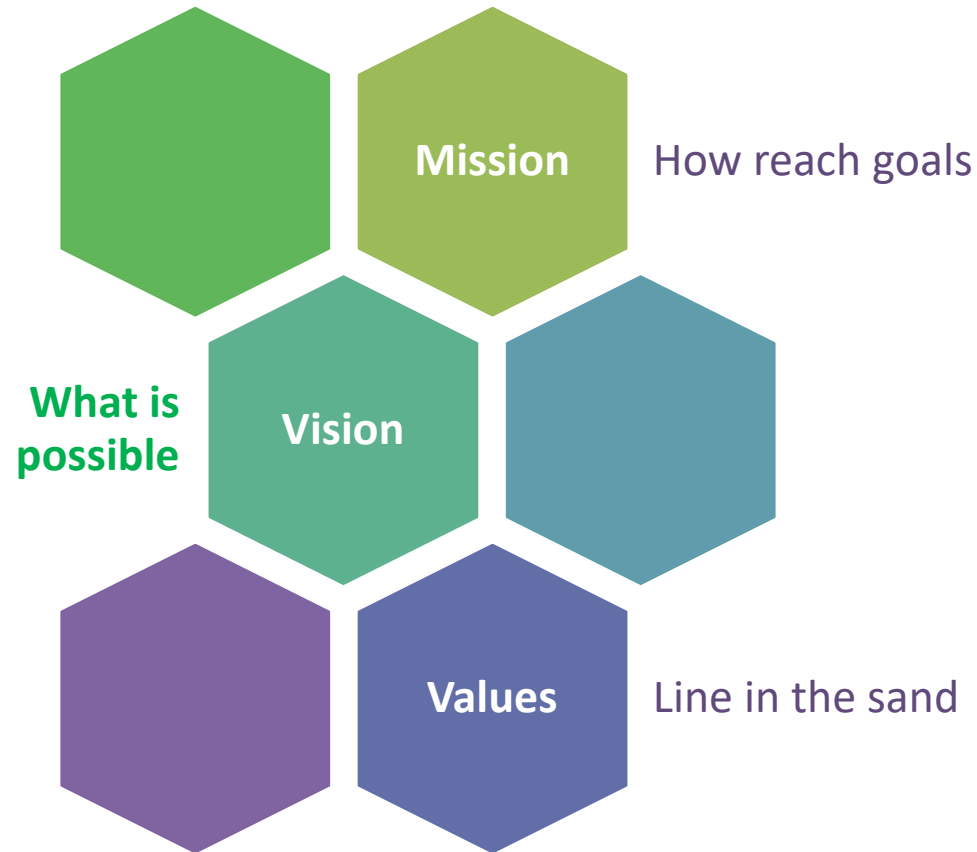 Mission
How reach goals
What is
possible
Vision
Values
Line in the sand